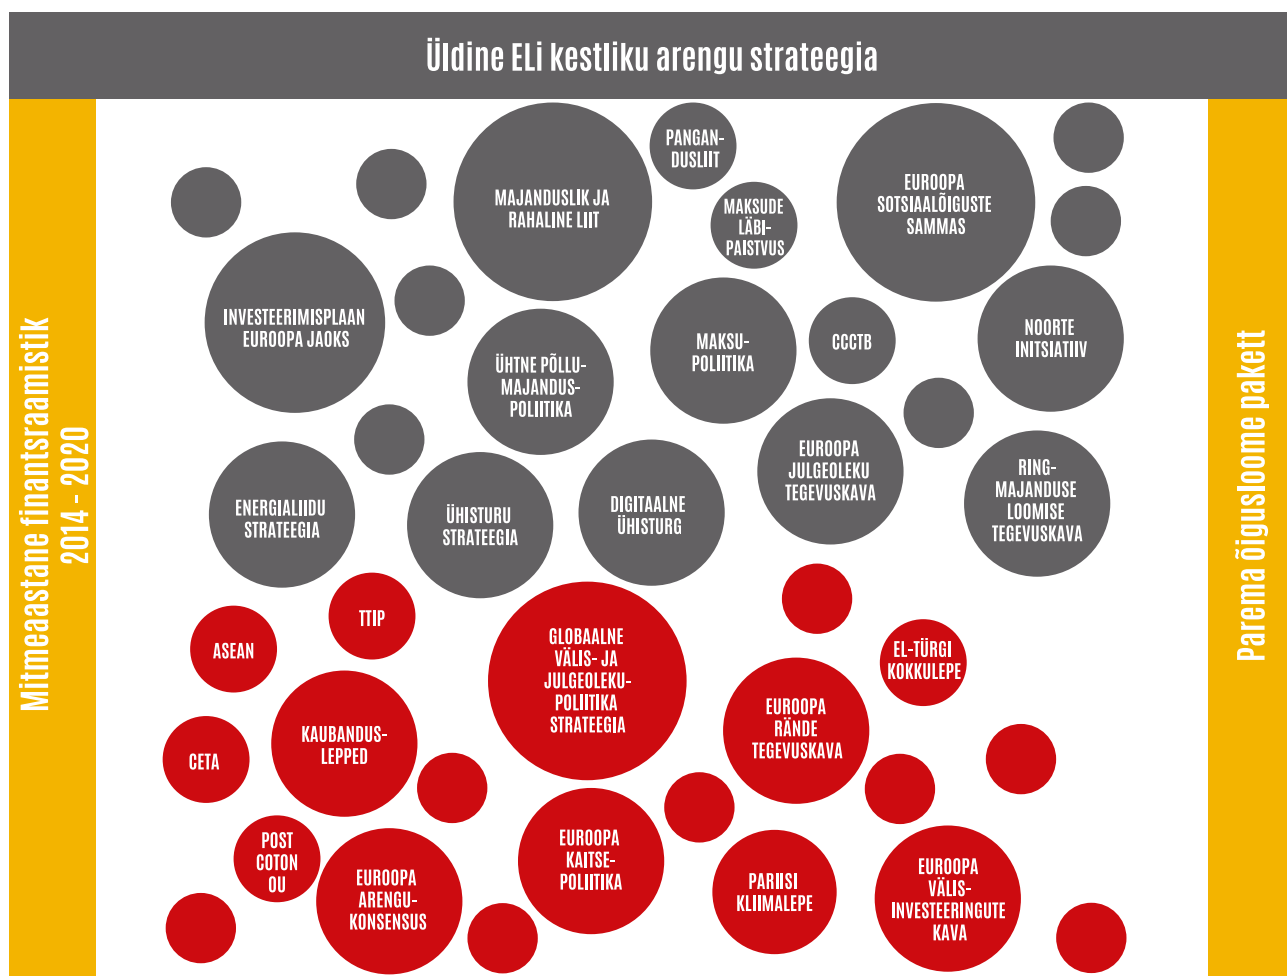 Üldine ELi kestliku arengu strateegia
Mitmeaastane finantsraamistik
2014 - 2020
PANGAN-
DUSLIIT
MAJANDUSLIK JA
RAHALINE LIIT
EUROOPA
SOTSIAALÕIGUSTE
SAMMAS
MAKSUDE
LÄBI-
PAISTVUS
INVESTEERIMISPLAAN
EUROOPA JAOKS
ÜHTNE PÕLLU-
MAJANDUS-
POLIITIKA
MAKSU-
POLIITIKA
CCCTB
NOORTE
INITSIATIIV
EUROOPA
JULGEOLEKU
TEGEVUSKAVA
RING-
MAJANDUSE
LOOMISE
TEGEVUSKAVA
ENERGIALIIDU
STRATEEGIA
ÜHISTURU
STRATEEGIA
DIGITAALNE
ÜHISTURG
TTIP
ASEAN
GLOBAALNE
VÄLIS- JA
JULGEOLEKU-
POLIITIKA
STRATEEGIA
EL-TÜRGI
KOKKULEPE
KAUBANDUS-
LEPPED
EUROOPA
RÄNDE
TEGEVUSKAVA
CETA
POST
COTON
OU
EUROOPA
ARENGU-
KONSENSUS
EUROOPA
KAITSE-
POLIITIKA
PARIISI
KLIIMALEPE
EUROOPA
VÄLIS-
INVESTEERINGUTE
KAVA
Parema õigusloome pakett